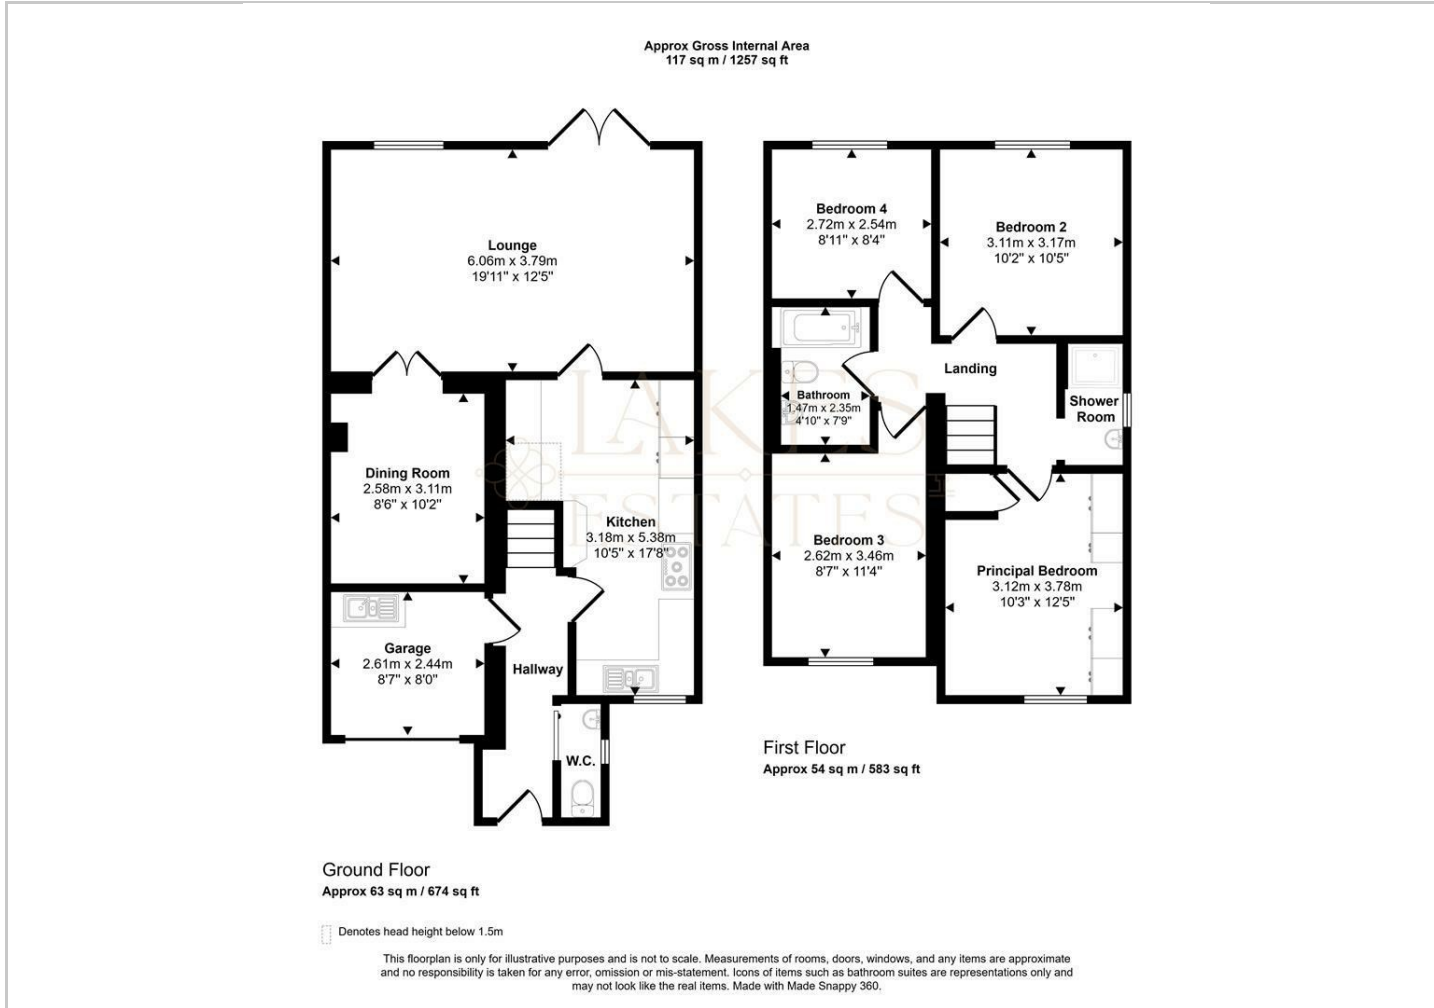 Approx Gross Internal Area
117 sq m / 1257 sq ft
Lounge
6.06m x 3.79m
19'11" x 12'5"
Dining Room
2.58m x 3.11m
8'6" x 10'2"
Kitchen
3.18m x 5.38m
10'5" x 17'8"
Garage
2.61m x 2.44m
8'7" x 8'0"
Hallway
W.C.
Ground Floor
Approx 63 sq m / 674 sq ft
Bedroom 4
2.72m x 2.54m
8'11" x 8'4"
Bedroom 2
3.11m x 3.17m
10'2" x 10'5"
Landing
Bathroom
1.47m x 2.35m
4'10" x 7'9"
Shower
Room
Bedroom 3
2.62m x 3.46m
8'7" x 11'4"
Principal Bedroom
3.12m x 3.78m
10'3" x 12'5"
First Floor
Approx 54 sq m / 583 sq ft
LAKES
ESTATES
Denotes head height below 1.5m
This floorplan is only for illustrative purposes and is not to scale. Measurements of rooms, doors, windows, and any items are approximate
and no responsibility is taken for any error, omission or mis-statement. Icons of items such as bathroom suites are representations only and
may not look like the real items. Made with Made Snappy 360.